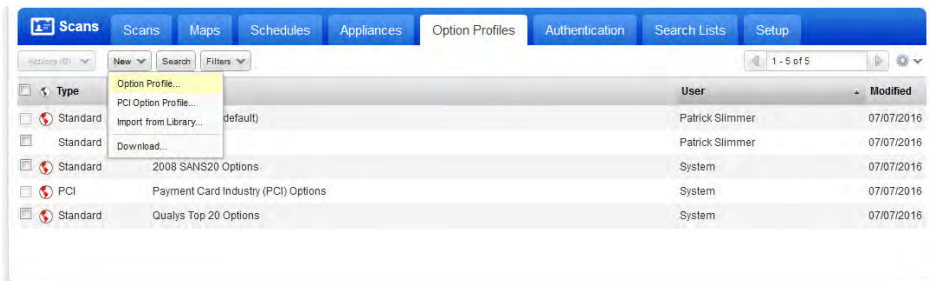 Scans Scans Maps Schedules Appliances Option Profiles Authentication Search Lists Setup
Actions (0) New Search Filters 1 - 5 of 5
Option Profile...
PCI Option Profile...
Import from Library...
Download...
Type User Modified
Standard default) Patrick Slimmer 07/07/2016
Standard Patrick Slimmer 07/07/2016
Standard 2008 SANS20 Options System 07/07/2016
PCI Payment Card Industry (PCI) Options System 07/07/2016
Standard Qualys Top 20 Options System 07/07/2016